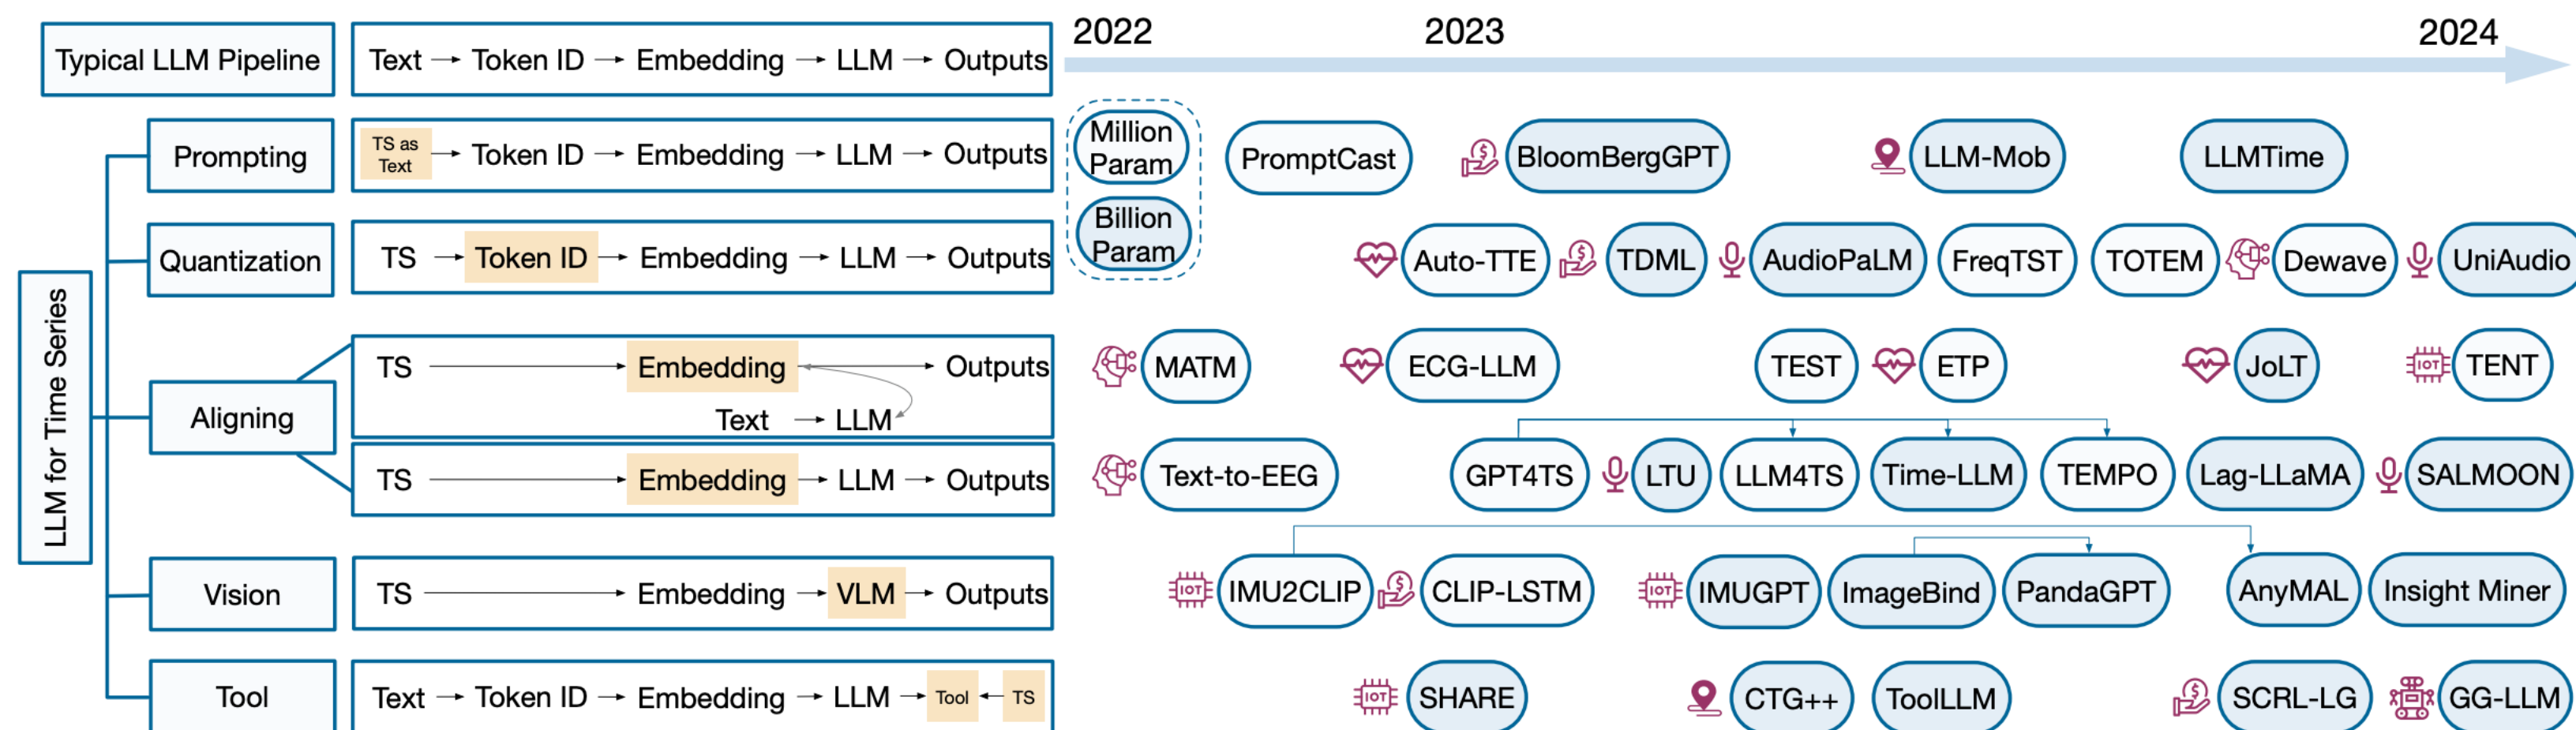 2022 2023 2024
Typical LLM Pipeline
Text → Token ID → Embedding → LLM → Outputs
Million
Param
Billion
Param
LLM for Time Series
Prompting
TS as
Text
→ Token ID → Embedding → LLM → Outputs
PromptCast BloomBergGPT LLM-Mob LLMTime
Quantization
TS → Token ID → Embedding → LLM → Outputs
Auto-TTE TDML AudioPaLM FreqTST TOTEM Dewave UniAudio
Aligning
TS → Embedding → Outputs
Text → LLM
MATM ECG-LLM TEST ETP JoLT IOT TENT
TS → Embedding → LLM → Outputs
Text-to-EEG GPT4TS LTU LLM4TS Time-LLM TEMPO Lag-LLaMA SALMOON
Vision
TS → Embedding → VLM → Outputs
IOT IMU2CLIP CLIP-LSTM IOT IMUGPT ImageBind PandaGPT AnyMAL Insight Miner
Tool
Text → Token ID → Embedding → LLM → Tool ← TS
IOT SHARE CTG++ ToolLLM SCRL-LG GG-LLM